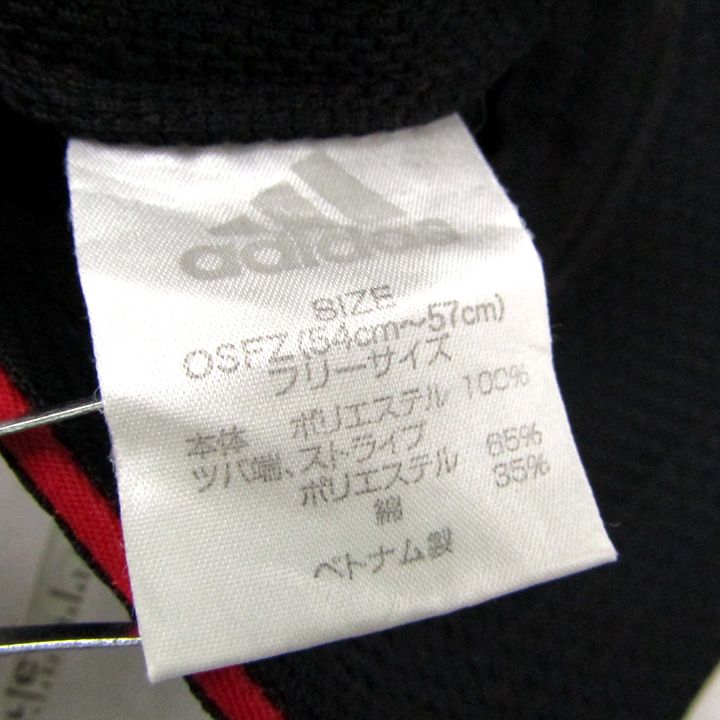 adidas
SIZE
OSFZ(54cm〜57cm)
フリーサイズ
本体 ポリエステル 100%
ツバ端、ストライプ
ポリエステル 65%
綿 35%
ベトナム製